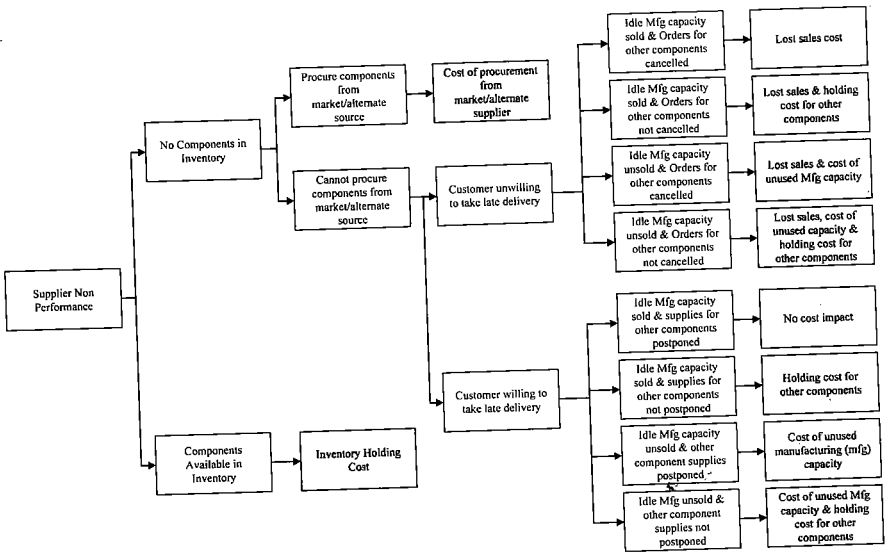 Supplier Non
Performance
No Components in
Inventory
Components
Available in
Inventory
Procure components
from
market/alternate
source
Cannot procure
components from
market/alternate
source
Inventory Holding
Cost
Cost of procurement
from
market/alternate
supplier
Customer unwilling
to take late delivery
Customer willing to
take late delivery
Idle Mfg capacity
sold & Orders for
other components
cancelled
Lost sales cost
Idle Mfg capacity
sold & Orders for
other components
not cancelled
Lost sales & holding
cost for other
components
Idle Mfg capacity
unsold & Orders for
other components
cancelled
Lost sales & cost of
unused Mfg capacity
Idle Mfg capacity
unsold & Orders for
other components
not cancelled
Lost sales, cost of
unused capacity &
holding cost for
other components
Idle Mfg capacity
sold & supplies for
other components
postponed
No cost impact
Idle Mfg capacity
sold & supplies for
other components
not postponed
Holding cost for
other components
Idle Mfg capacity
unsold & other
component supplies
postponed
Cost of unused
manufacturing (mfg)
capacity
Idle Mfg unsold &
other component
supplies not
postponed
Cost of unused Mfg
capacity & holding
cost for other
components